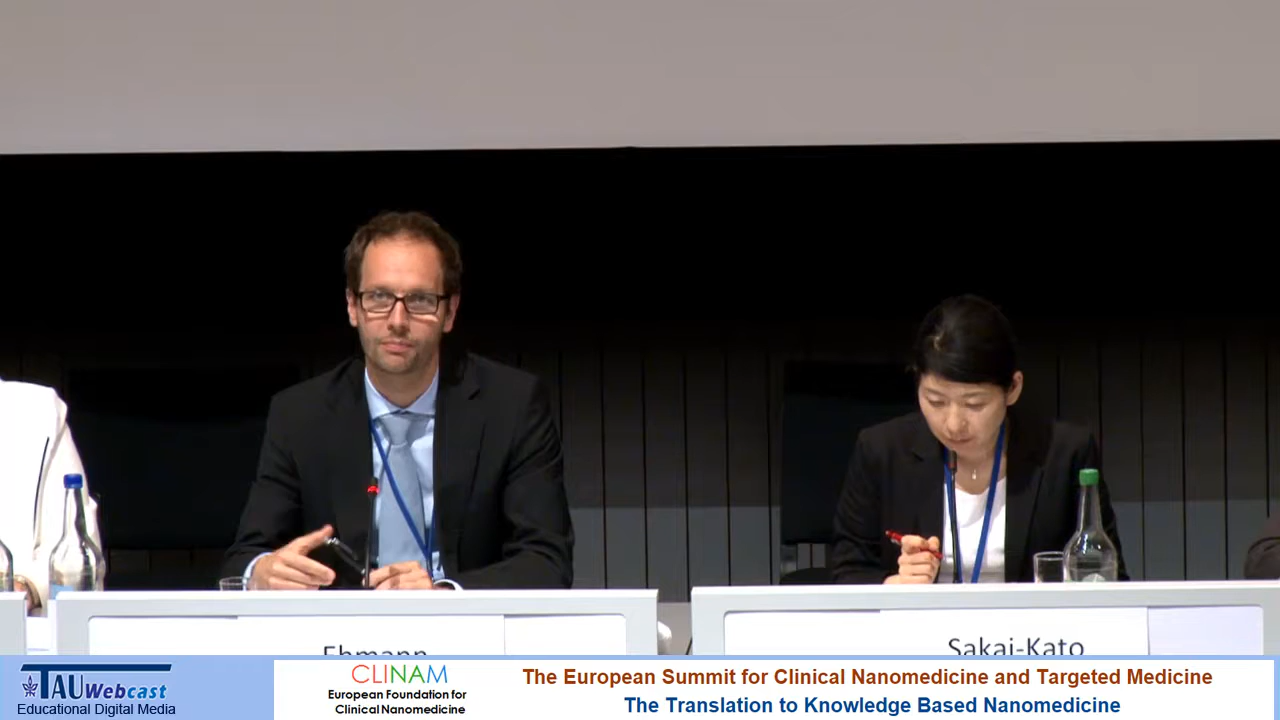 Ehmann
Sakai-Kato
TAUWebcast
Educational Digital Media
CLINAM
European Foundation for
Clinical Nanomedicine
The European Summit for Clinical Nanomedicine and Targeted Medicine
The Translation to Knowledge Based Nanomedicine